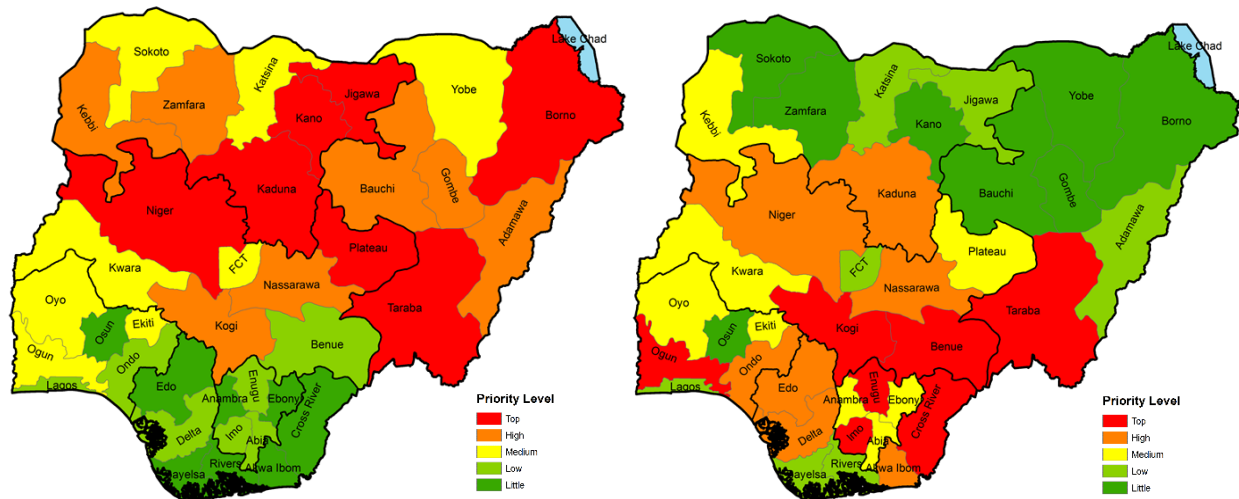 Lake Chad
Sokoto
Katsina
Jigawa
Yobe
Kebbi
Zamfara
Kano
Borno
Bauchi
Gombe
Kaduna
Niger
Adamawa
Plateau
FCT
Kwara
Nassarawa
Taraba
Oyo
Kogi
Osun
Ekiti
Benue
Ogun
Ondo
Lagos
Edo
Enugu
Anambra
Ebony
Cross River
Delta
Imo
Abia
Rivers
Akwa Ibom
ayelsa
Priority Level
Top
High
Medium
Low
Little
Lake Chad
Sokoto
Katsina
Jigawa
Yobe
Kebbi
Zamfara
Kano
Borno
Bauchi
Gombe
Kaduna
Niger
Adamawa
Plateau
FCT
Kwara
Nassarawa
Taraba
Oyo
Kogi
Osun
Ekiti
Benue
Ogun
Ondo
Lagos
Edo
Enugu
Anambra
Ebony
Cross River
Delta
Imo
Abia
Rivers
Akwa Ibom
ayelsa
Priority Level
Top
High
Medium
Low
Little